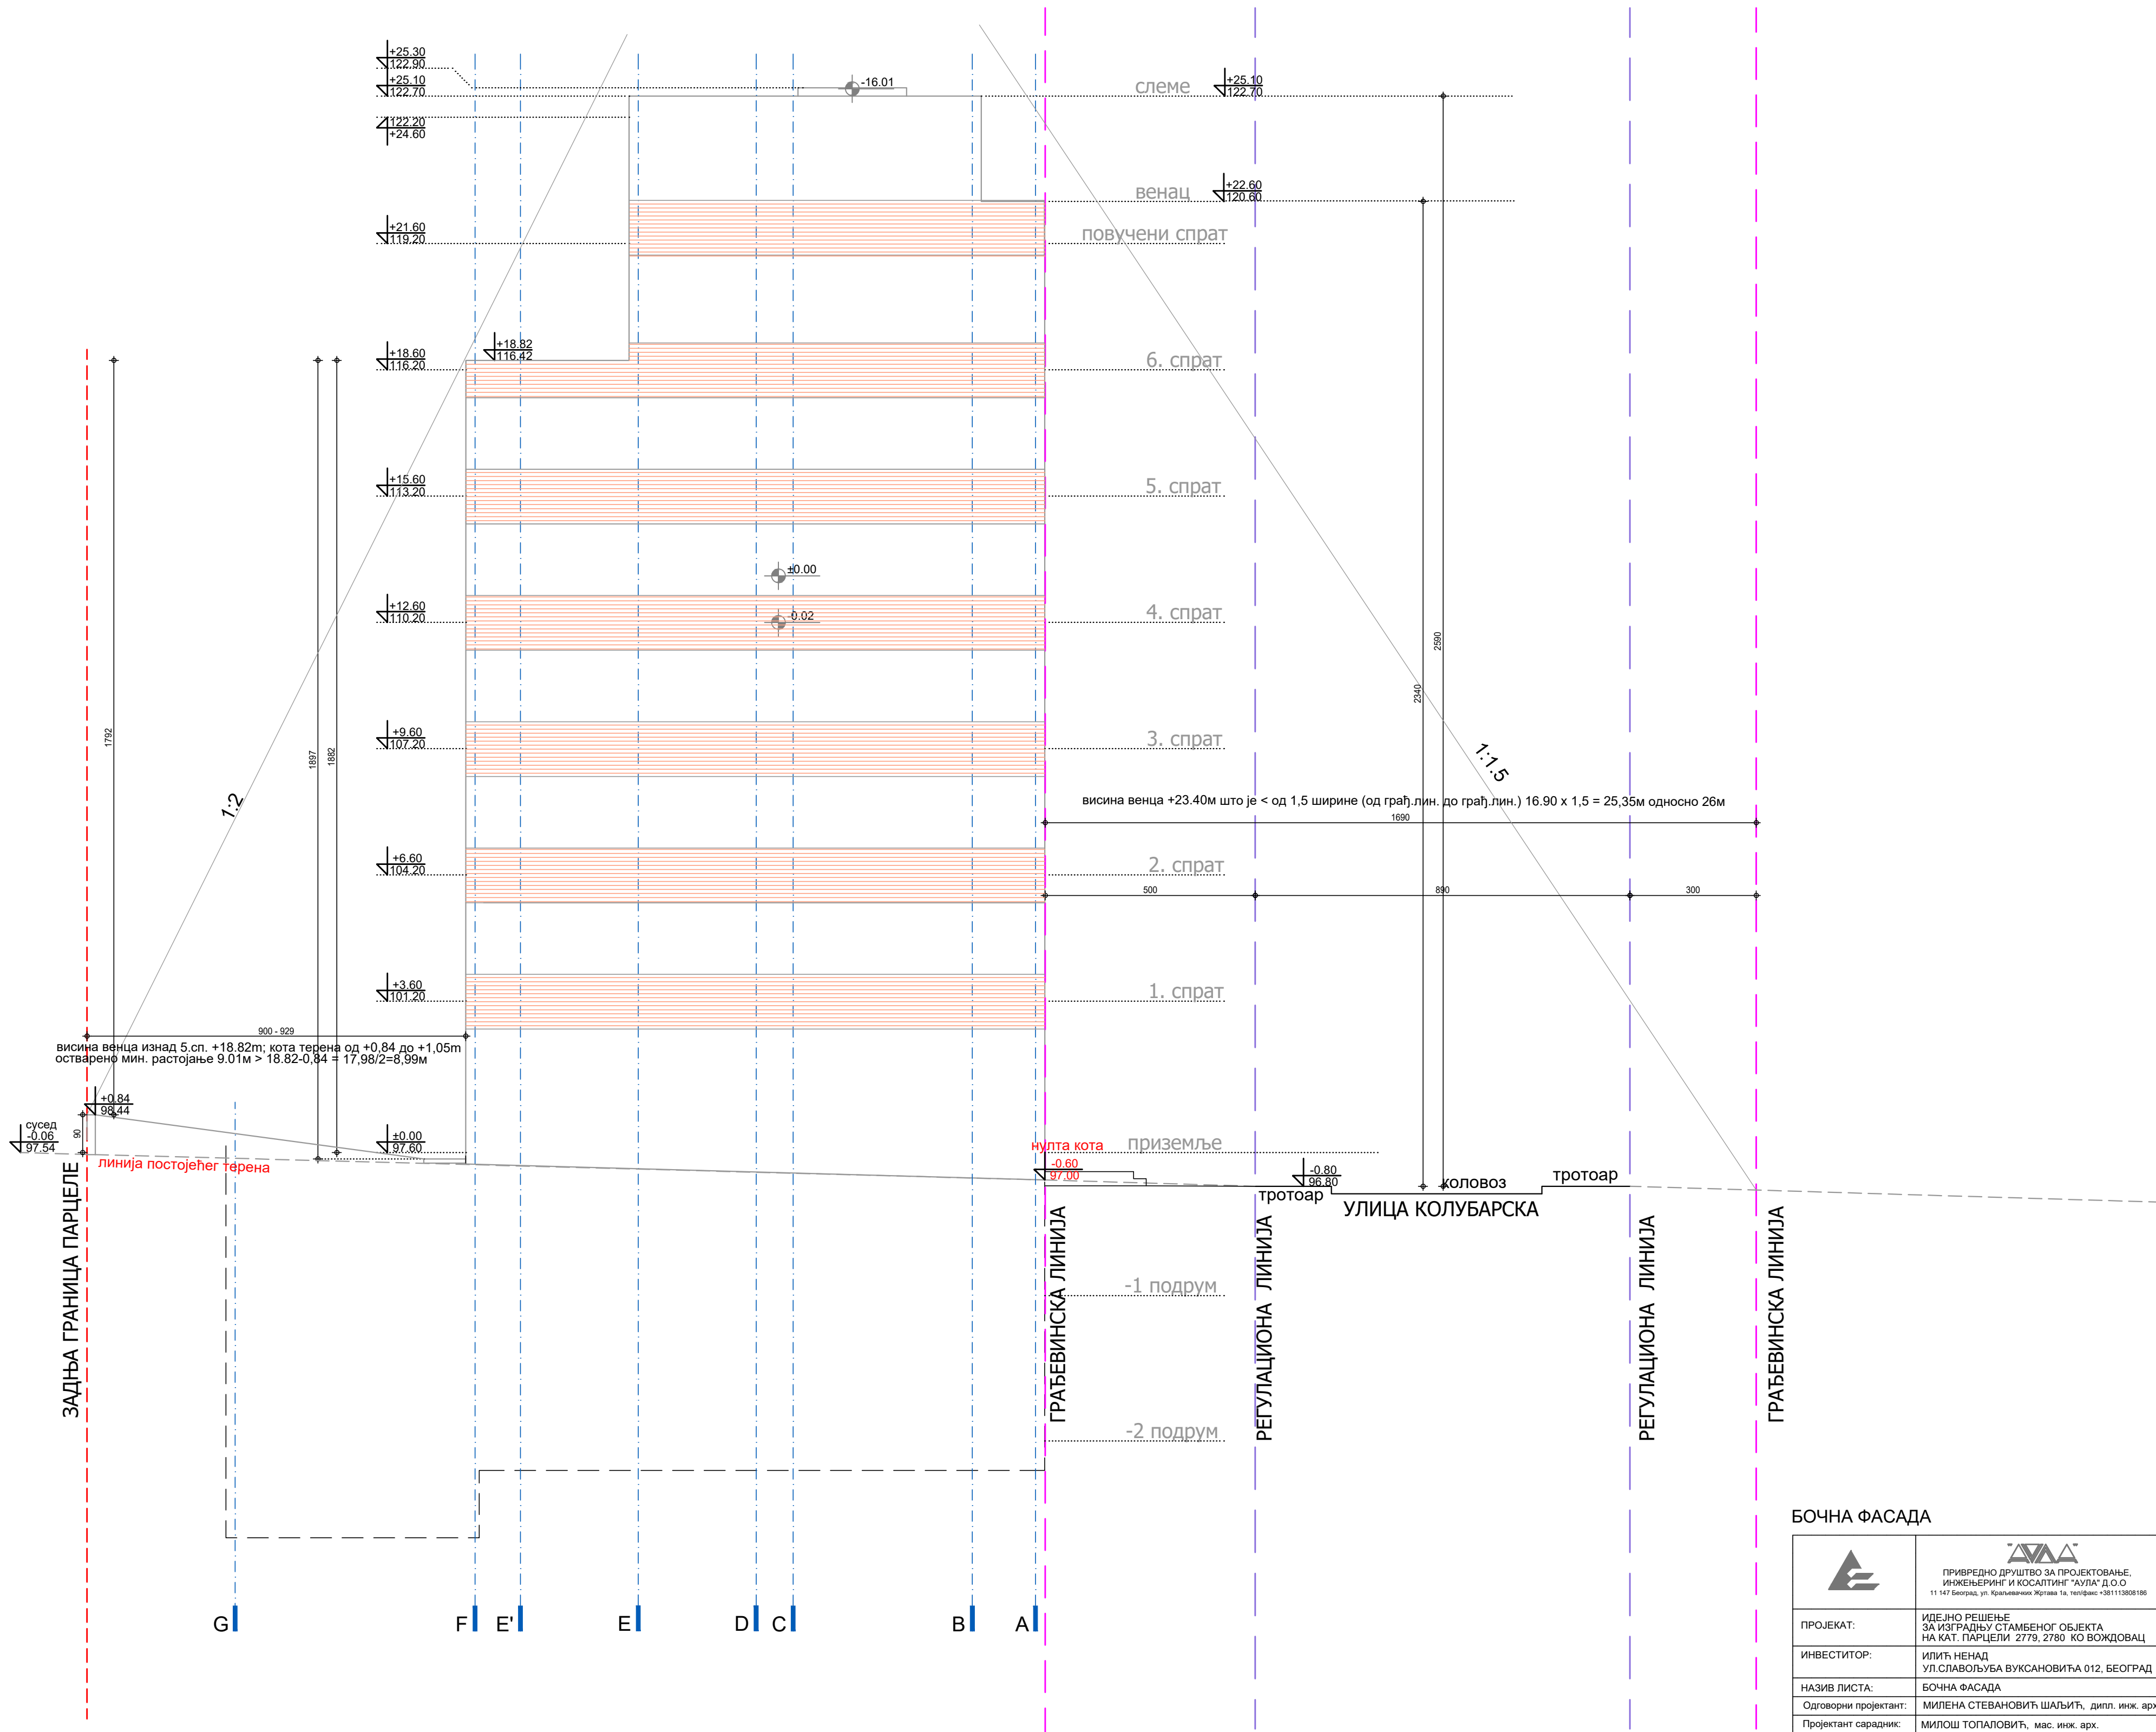 +25.30
122.90
+25.10
122.70
122.20
+24.60
-16.01
слеме
+25.10
122.70
венац
+22.60
120.60
+21.60
119.20
повучени спрат
+18.60
116.20
+18.82
116.42
6. спрат
+15.60
113.20
5. спрат
±0.00
+12.60
110.20
-0.02
4. спрат
2590
2340
+9.60
107.20
3. спрат
1792
1897
1882
1:2
1:1.5
висина венца +23.40м што је < од 1,5 ширине (од грађ.лин. до грађ.лин.) 16.90 x 1,5 = 25,35м односно 26м
1690
+6.60
104.20
2. спрат
500
890
300
+3.60
101.20
1. спрат
900 - 929
висина венца изнад 5.сп. +18.82m; кота терена од +0,84 до +1,05m
остварено мин. растојање 9.01м > 18.82-0,84 = 17,98/2=8,99м
+0.84
98.44
сусед
-0.06
97.54
90
±0.00
97.60
линија постојећег терена
нулта кота
приземље
-0.60
97.00
-0.80
96.80
тротоар
коловоз
тротоар
УЛИЦА КОЛУБАРСКА
ЗАДЊА ГРАНИЦА ПАРЦЕЛЕ
ГРАЂЕВИНСКА ЛИНИЈА
РЕГУЛАЦИОНА ЛИНИЈА
РЕГУЛАЦИОНА ЛИНИЈА
ГРАЂЕВИНСКА ЛИНИЈА
-1 подрум
-2 подрум
G
F
E'
E
D
C
B
A
БОЧНА ФАСАДА
ПРИВРЕДНО ДРУШТВО ЗА ПРОЈЕКТОВАЊЕ,
ИНЖЕЊЕРИНГ И КОСАЛТИНГ "АУЛА" Д.О.О
11 147 Београд, ул. Краљевачких Жртава 1а, тел/факс +381113808186
ПРОЈЕКАТ:
ИДЕЈНО РЕШЕЊЕ
ЗА ИЗГРАДЊУ СТАМБЕНОГ ОБЈЕКТА
НА КАТ. ПАРЦЕЛИ 2779, 2780 КО ВОЖДОВАЦ
ИНВЕСТИТОР:
ИЛИЋ НЕНАД
УЛ.СЛАВОЉУБА ВУКСАНОВИЋА 012, БЕОГРАД
НАЗИВ ЛИСТА:
БОЧНА ФАСАДА
Одговорни пројектант:
МИЛЕНА СТЕВАНОВИЋ ШАЉИЋ, дипл. инж. арх
Пројектант сарадник:
МИЛОШ ТОПАЛОВИЋ, мас. инж. арх.